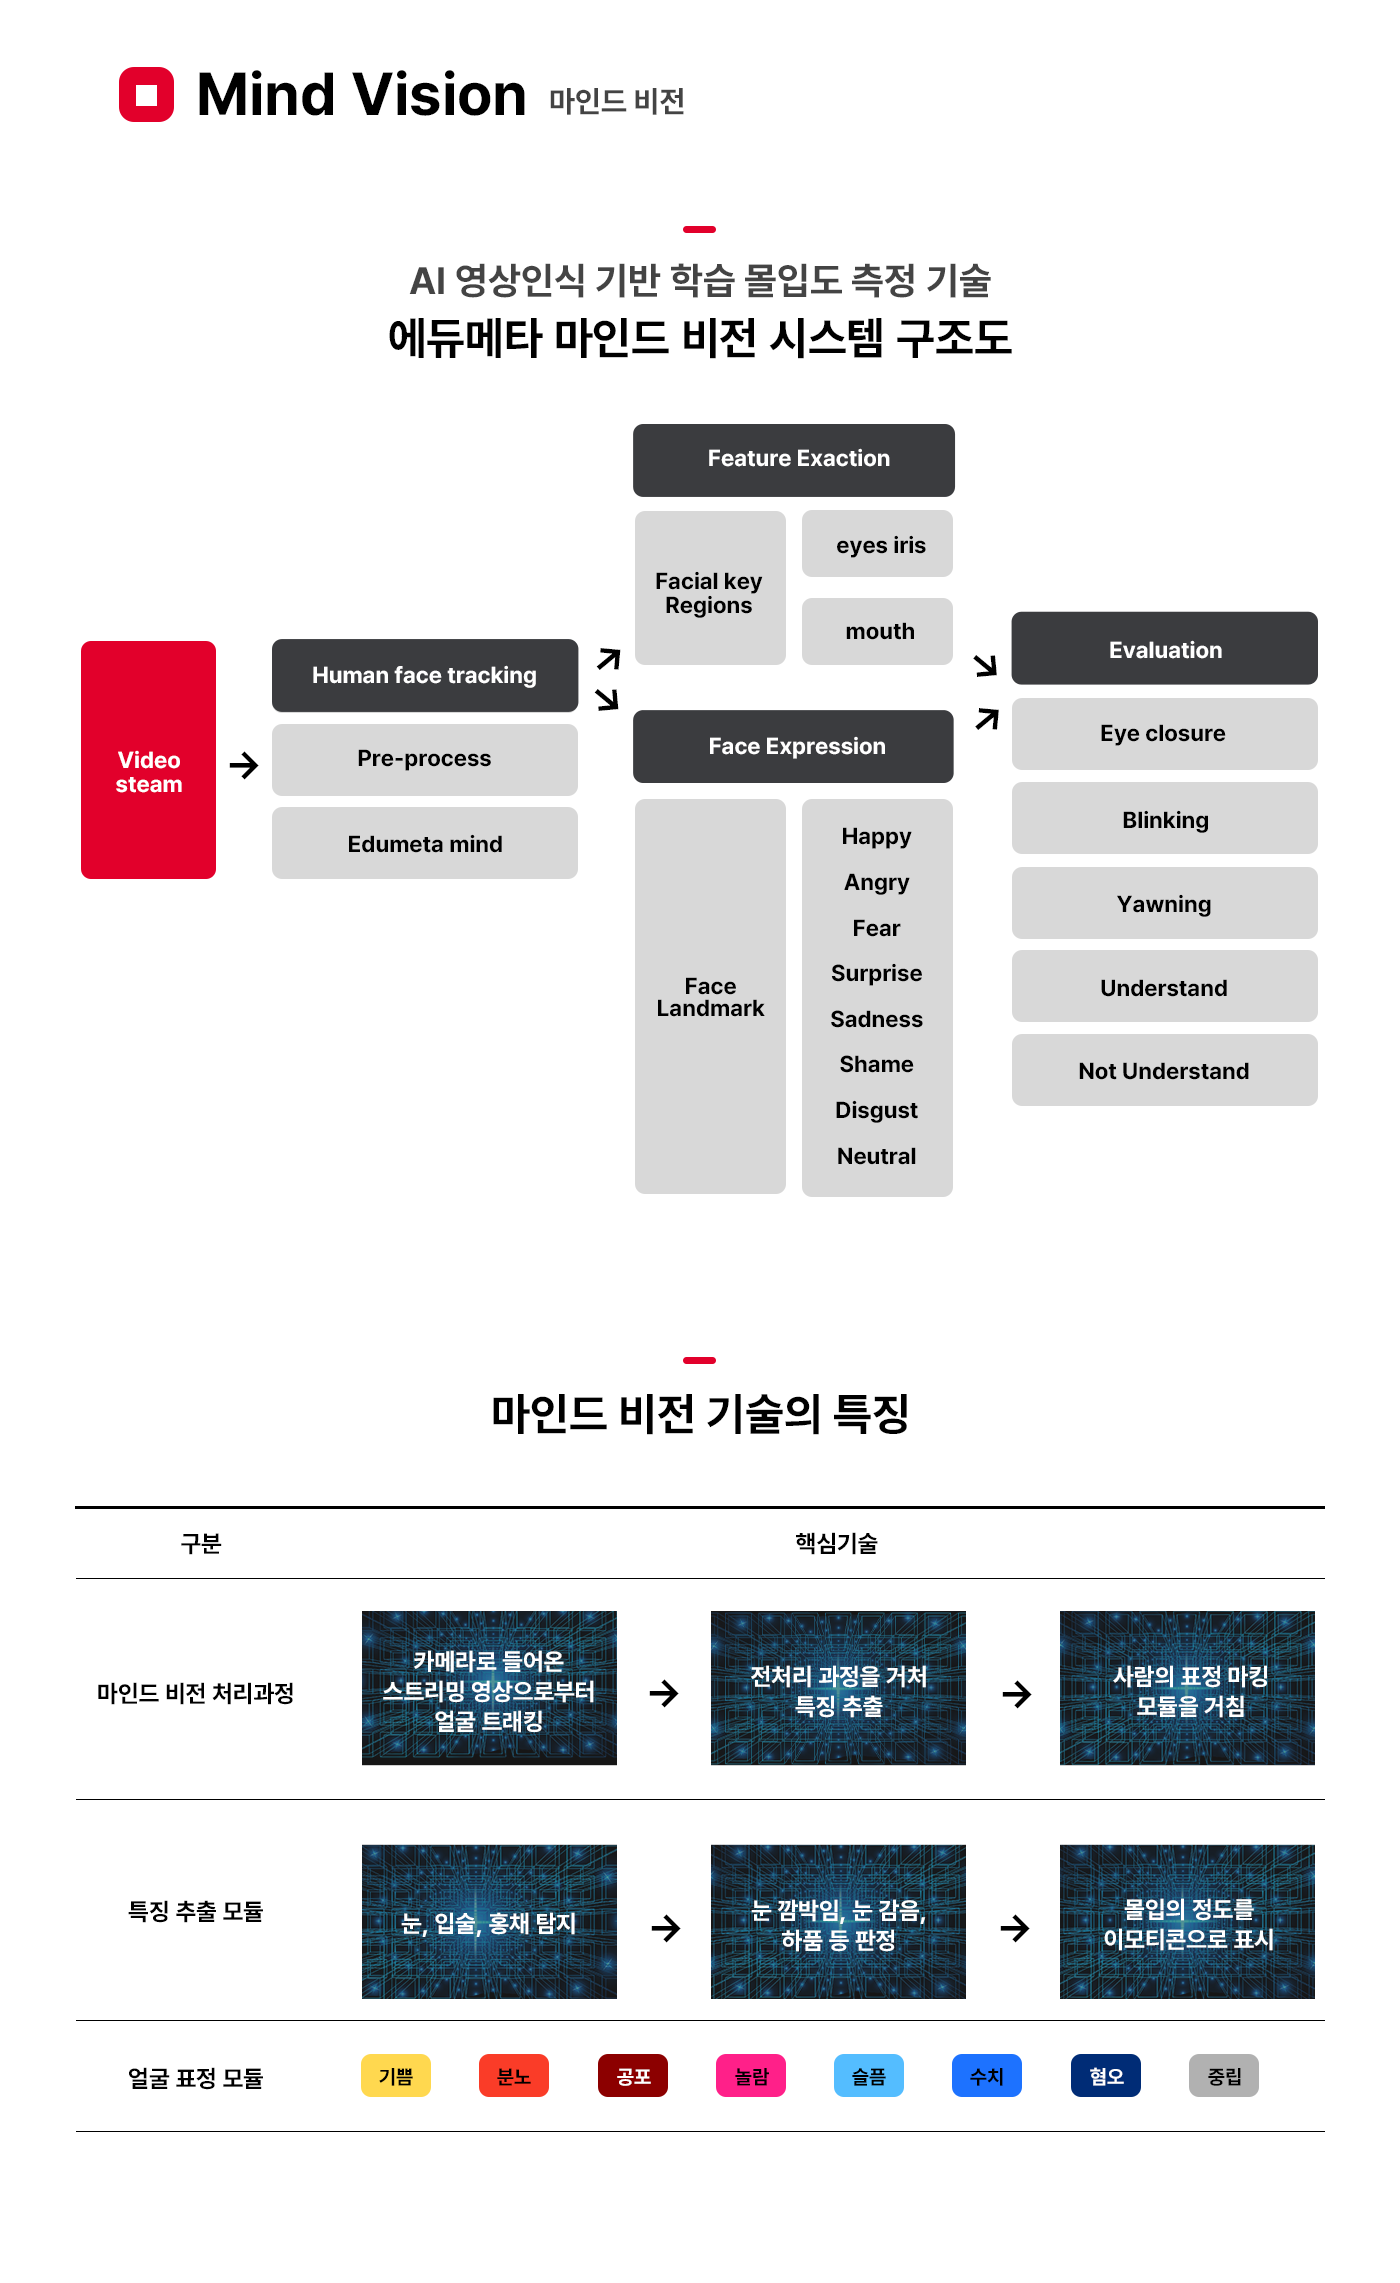 Mind Vision 마인드 비전
AI 영상인식 기반 학습 몰입도 측정 기술
에듀메타 마인드 비전 시스템 구조도
Video
steam
Human face tracking
Pre-process
Edumeta mind
Feature Exaction
Facial key
Regions
eyes iris
mouth
Face Expression
Face
Landmark
Happy
Angry
Fear
Surprise
Sadness
Shame
Disgust
Neutral
Evaluation
Eye closure
Blinking
Yawning
Understand
Not Understand
마인드 비전 기술의 특징
구분
핵심기술
마인드 비전 처리과정
카메라로 들어온
스트리밍 영상으로부터
얼굴 트래킹
전처리 과정을 거쳐
특징 추출
사람의 표정 마킹
모듈을 거침
특징 추출 모듈
눈, 입술, 홍채 탐지
눈 깜박임, 눈 감음,
하품 등 판정
몰입의 정도를
이모티콘으로 표시
얼굴 표정 모듈
기쁨
분노
공포
놀람
슬픔
수치
혐오
중립